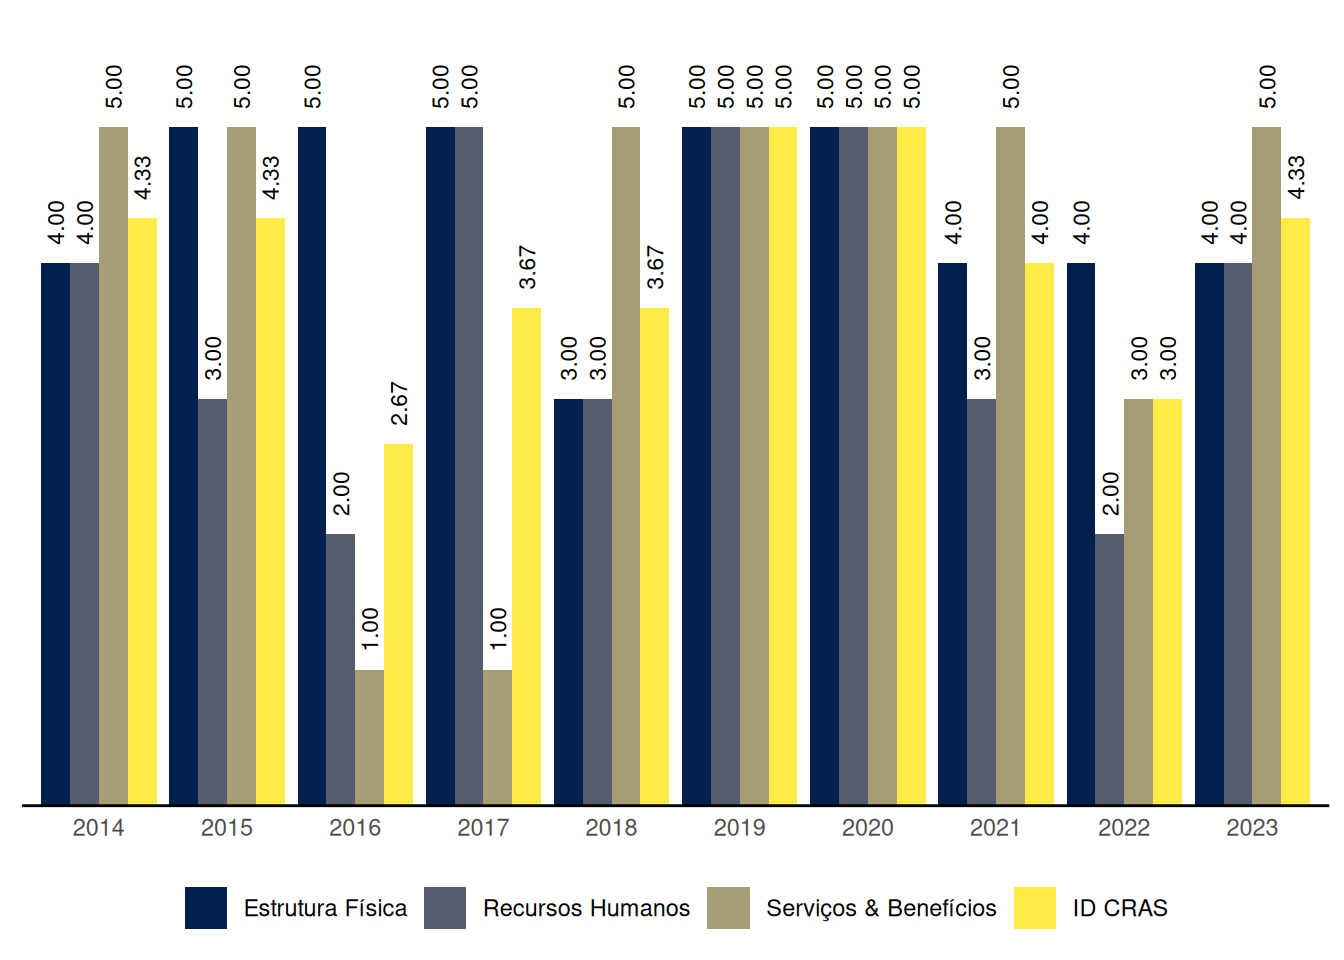 5.00 5.00 5.00 5.00 5.00 5.00 5.00 5.00 5.00 5.00 5.00 5.00 5.00 5.00 5.00 5.00 5.00
4.33 4.33 4.33
4.00 4.00 4.00 4.00 4.00 4.00 4.00
3.67 3.67
3.00 3.00 3.00 3.00 3.00 3.00
2.67
2.00 2.00
1.00 1.00
2014 2015 2016 2017 2018 2019 2020 2021 2022 2023
Estrutura Física Recursos Humanos Serviços & Benefícios ID CRAS